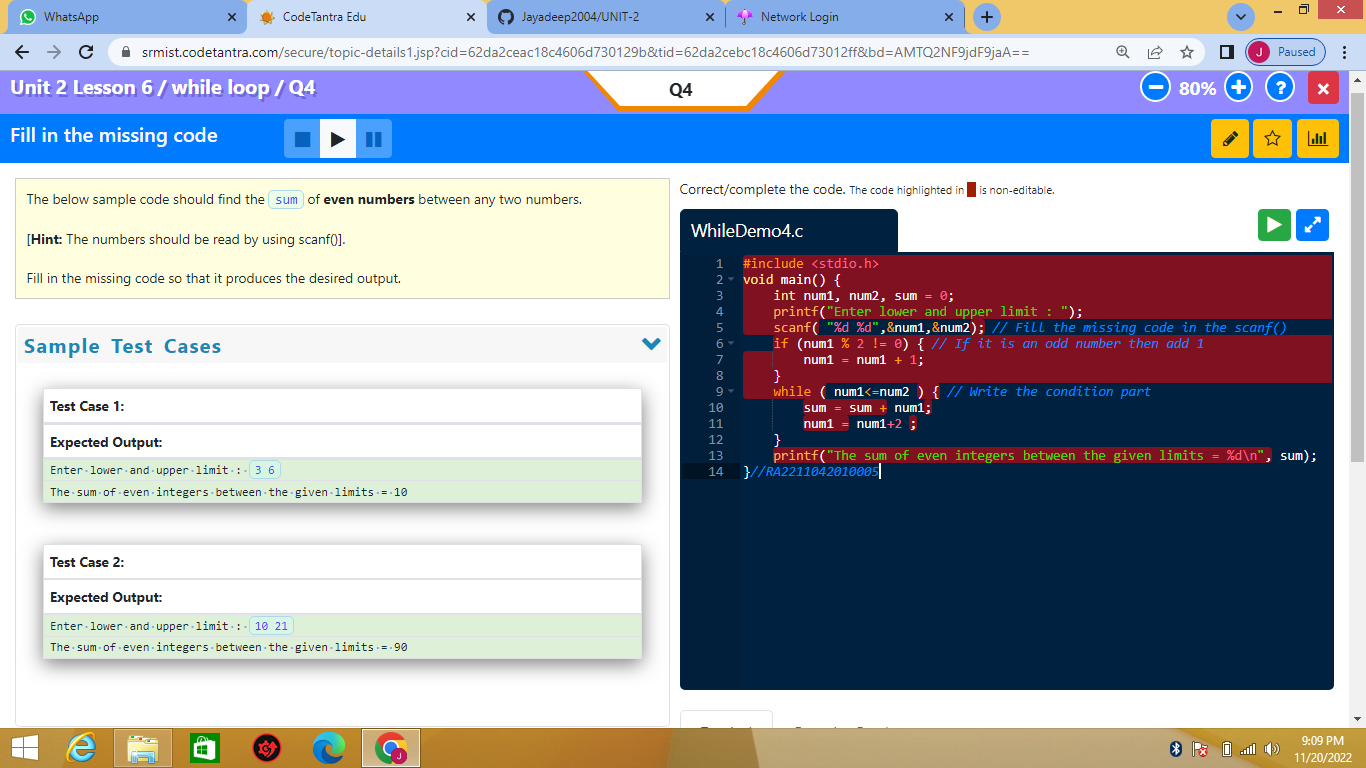 WhatsApp
CodeTantra Edu
Jayadeep2004/UNIT-2
Network Login
srmist.codetantra.com/secure/topic-details1.jsp?cid=62da2ceac18c4606d730129b&tid=62da2cebc18c4606d73012ff&bd=AMTQ2NF9jdF9jaA==
J Paused
Unit 2 Lesson 6 / while loop / Q4
Q4
80%
?
Fill in the missing code
The below sample code should find the sum of even numbers between any two numbers.
[Hint: The numbers should be read by using scanf()].
Fill in the missing code so that it produces the desired output.
Sample Test Cases
Test Case 1:
Expected Output:
Enter·lower·and·upper·limit·:· 3 6
The·sum·of·even·integers·between·the·given·limits·=·10
Test Case 2:
Expected Output:
Enter·lower·and·upper·limit·:· 10 21
The·sum·of·even·integers·between·the·given·limits·=·90
Correct/complete the code. The code highlighted in is non-editable.
WhileDemo4.c
1 #include <stdio.h>
2 void main() {
3 int num1, num2, sum = 0;
4 printf("Enter lower and upper limit : ");
5 scanf( "%d %d",&num1,&num2); // Fill the missing code in the scanf()
6 if (num1 % 2 != 0) { // If it is an odd number then add 1
7 num1 = num1 + 1;
8 }
9 while ( num1<=num2 ) { // Write the condition part
10 sum = sum + num1;
11 num1 = num1+2 ;
12 }
13 printf("The sum of even integers between the given limits = %d\n", sum);
14 }//RA2211042010005
9:09 PM
11/20/2022